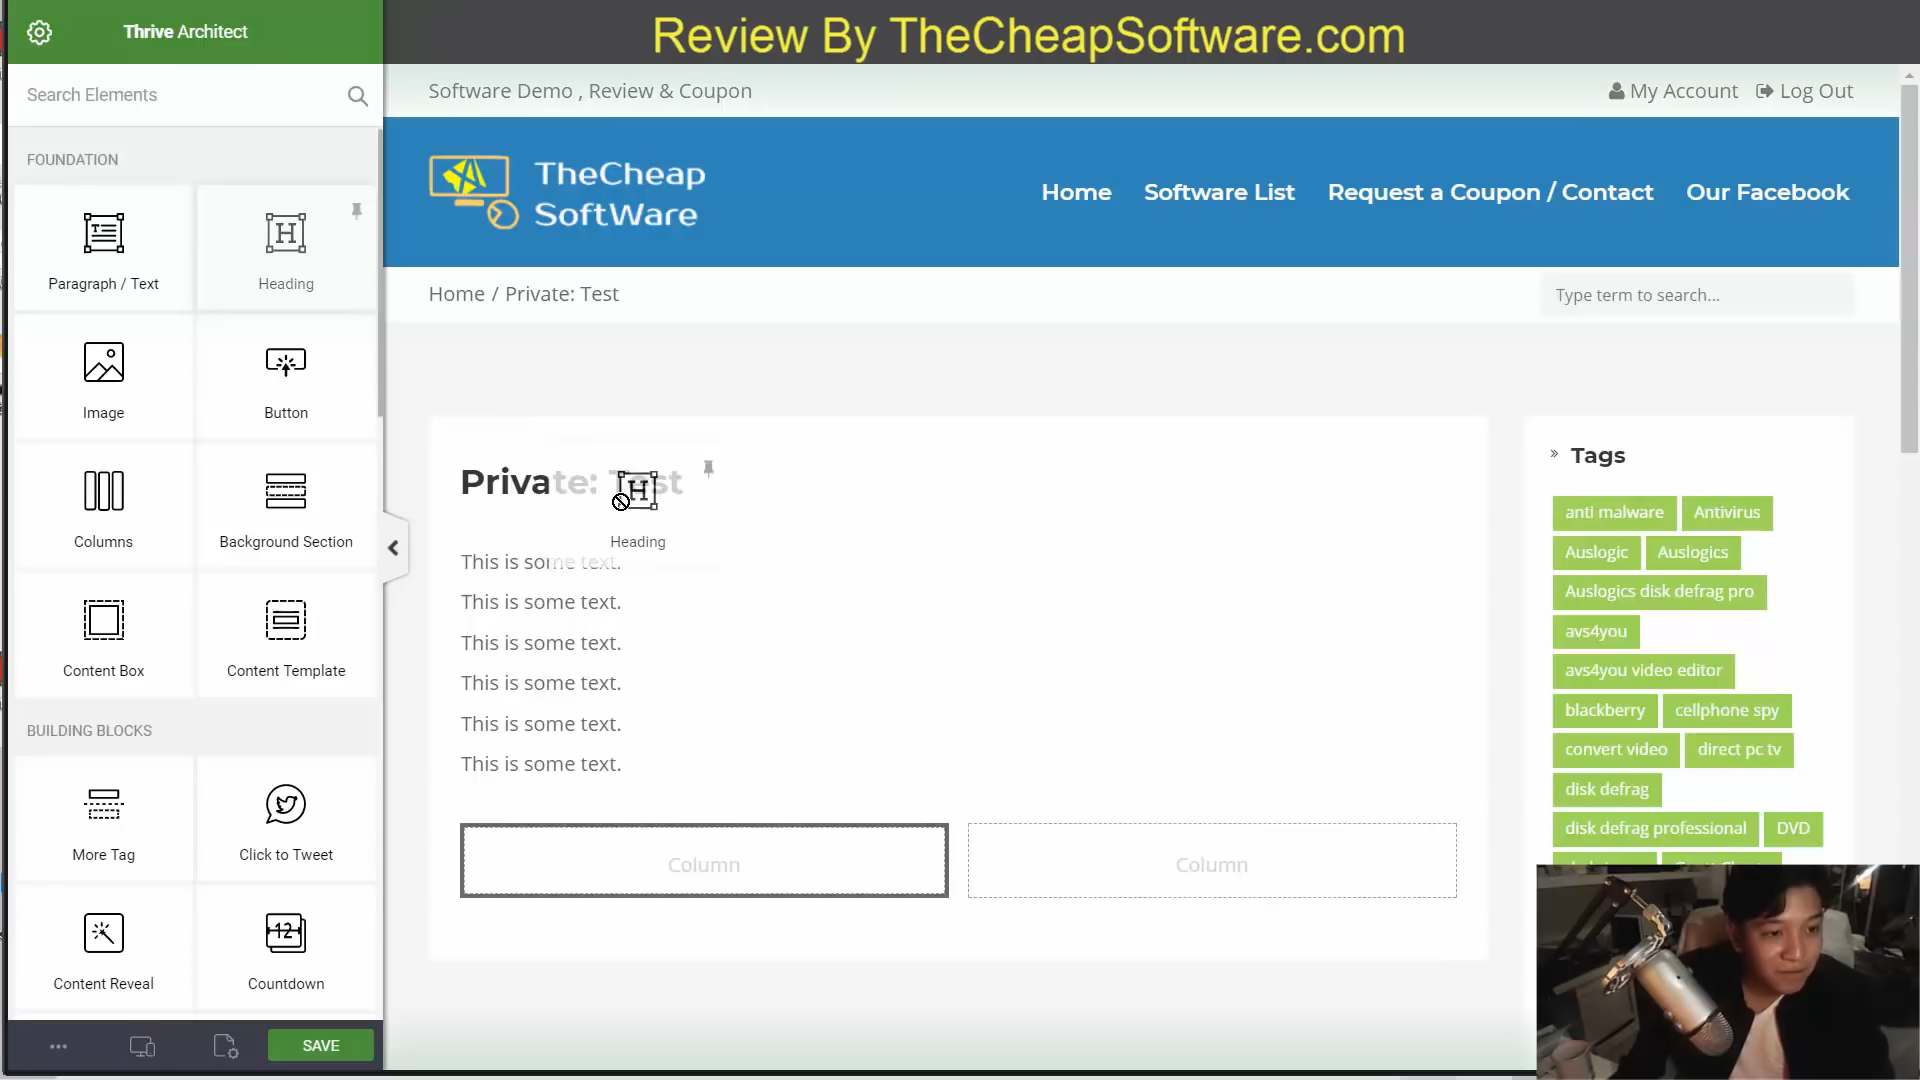 Thrive Architect
Review By TheCheapSoftware.com
Search Elements
Software Demo , Review & Coupon
My Account
Log Out
TheCheap
SoftWare
Home
Software List
Request a Coupon / Contact
Our Facebook
Home / Private: Test
Type term to search...
FOUNDATION
Paragraph / Text
Heading
Image
Button
Columns
Background Section
Content Box
Content Template
BUILDING BLOCKS
More Tag
Click to Tweet
Content Reveal
12
Countdown
SAVE
Private: Test
Heading
This is some text.
This is some text.
This is some text.
This is some text.
This is some text.
This is some text.
Column
Column
Tags
anti malware
Antivirus
Auslogic
Auslogics
Auslogics disk defrag pro
avs4you
avs4you video editor
blackberry
cellphone spy
convert video
direct pc tv
disk defrag
disk defrag professional
DVD